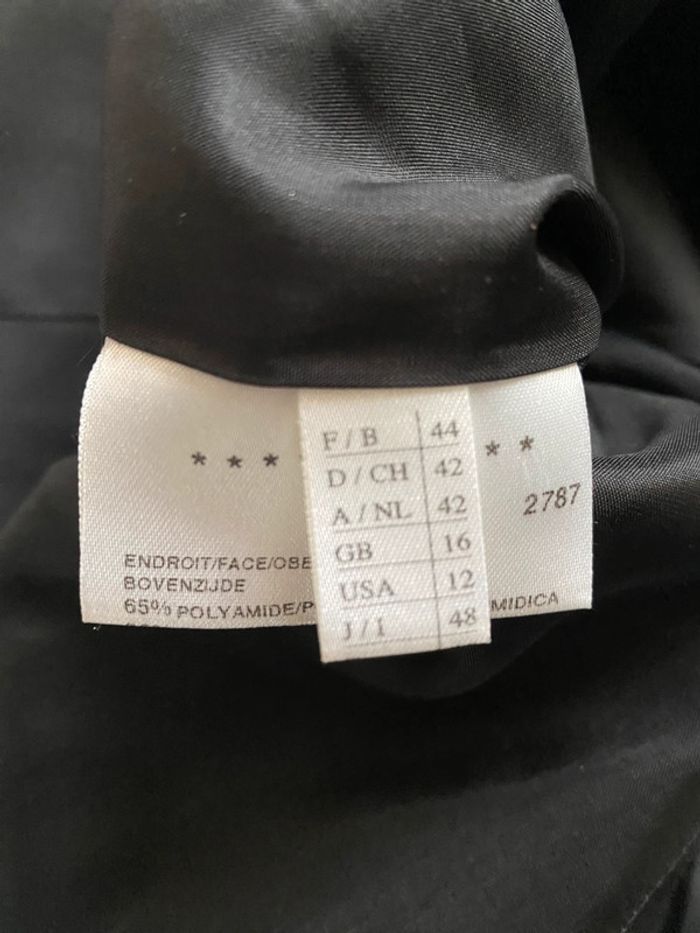 F / B 44
D / CH 42
A / NL 42
GB 16
USA 12
J / I 48
* * * * *
2787
ENDROIT/FACE/OBE
BOVENZIJDE
65% POLYAMIDE/P MIDICA